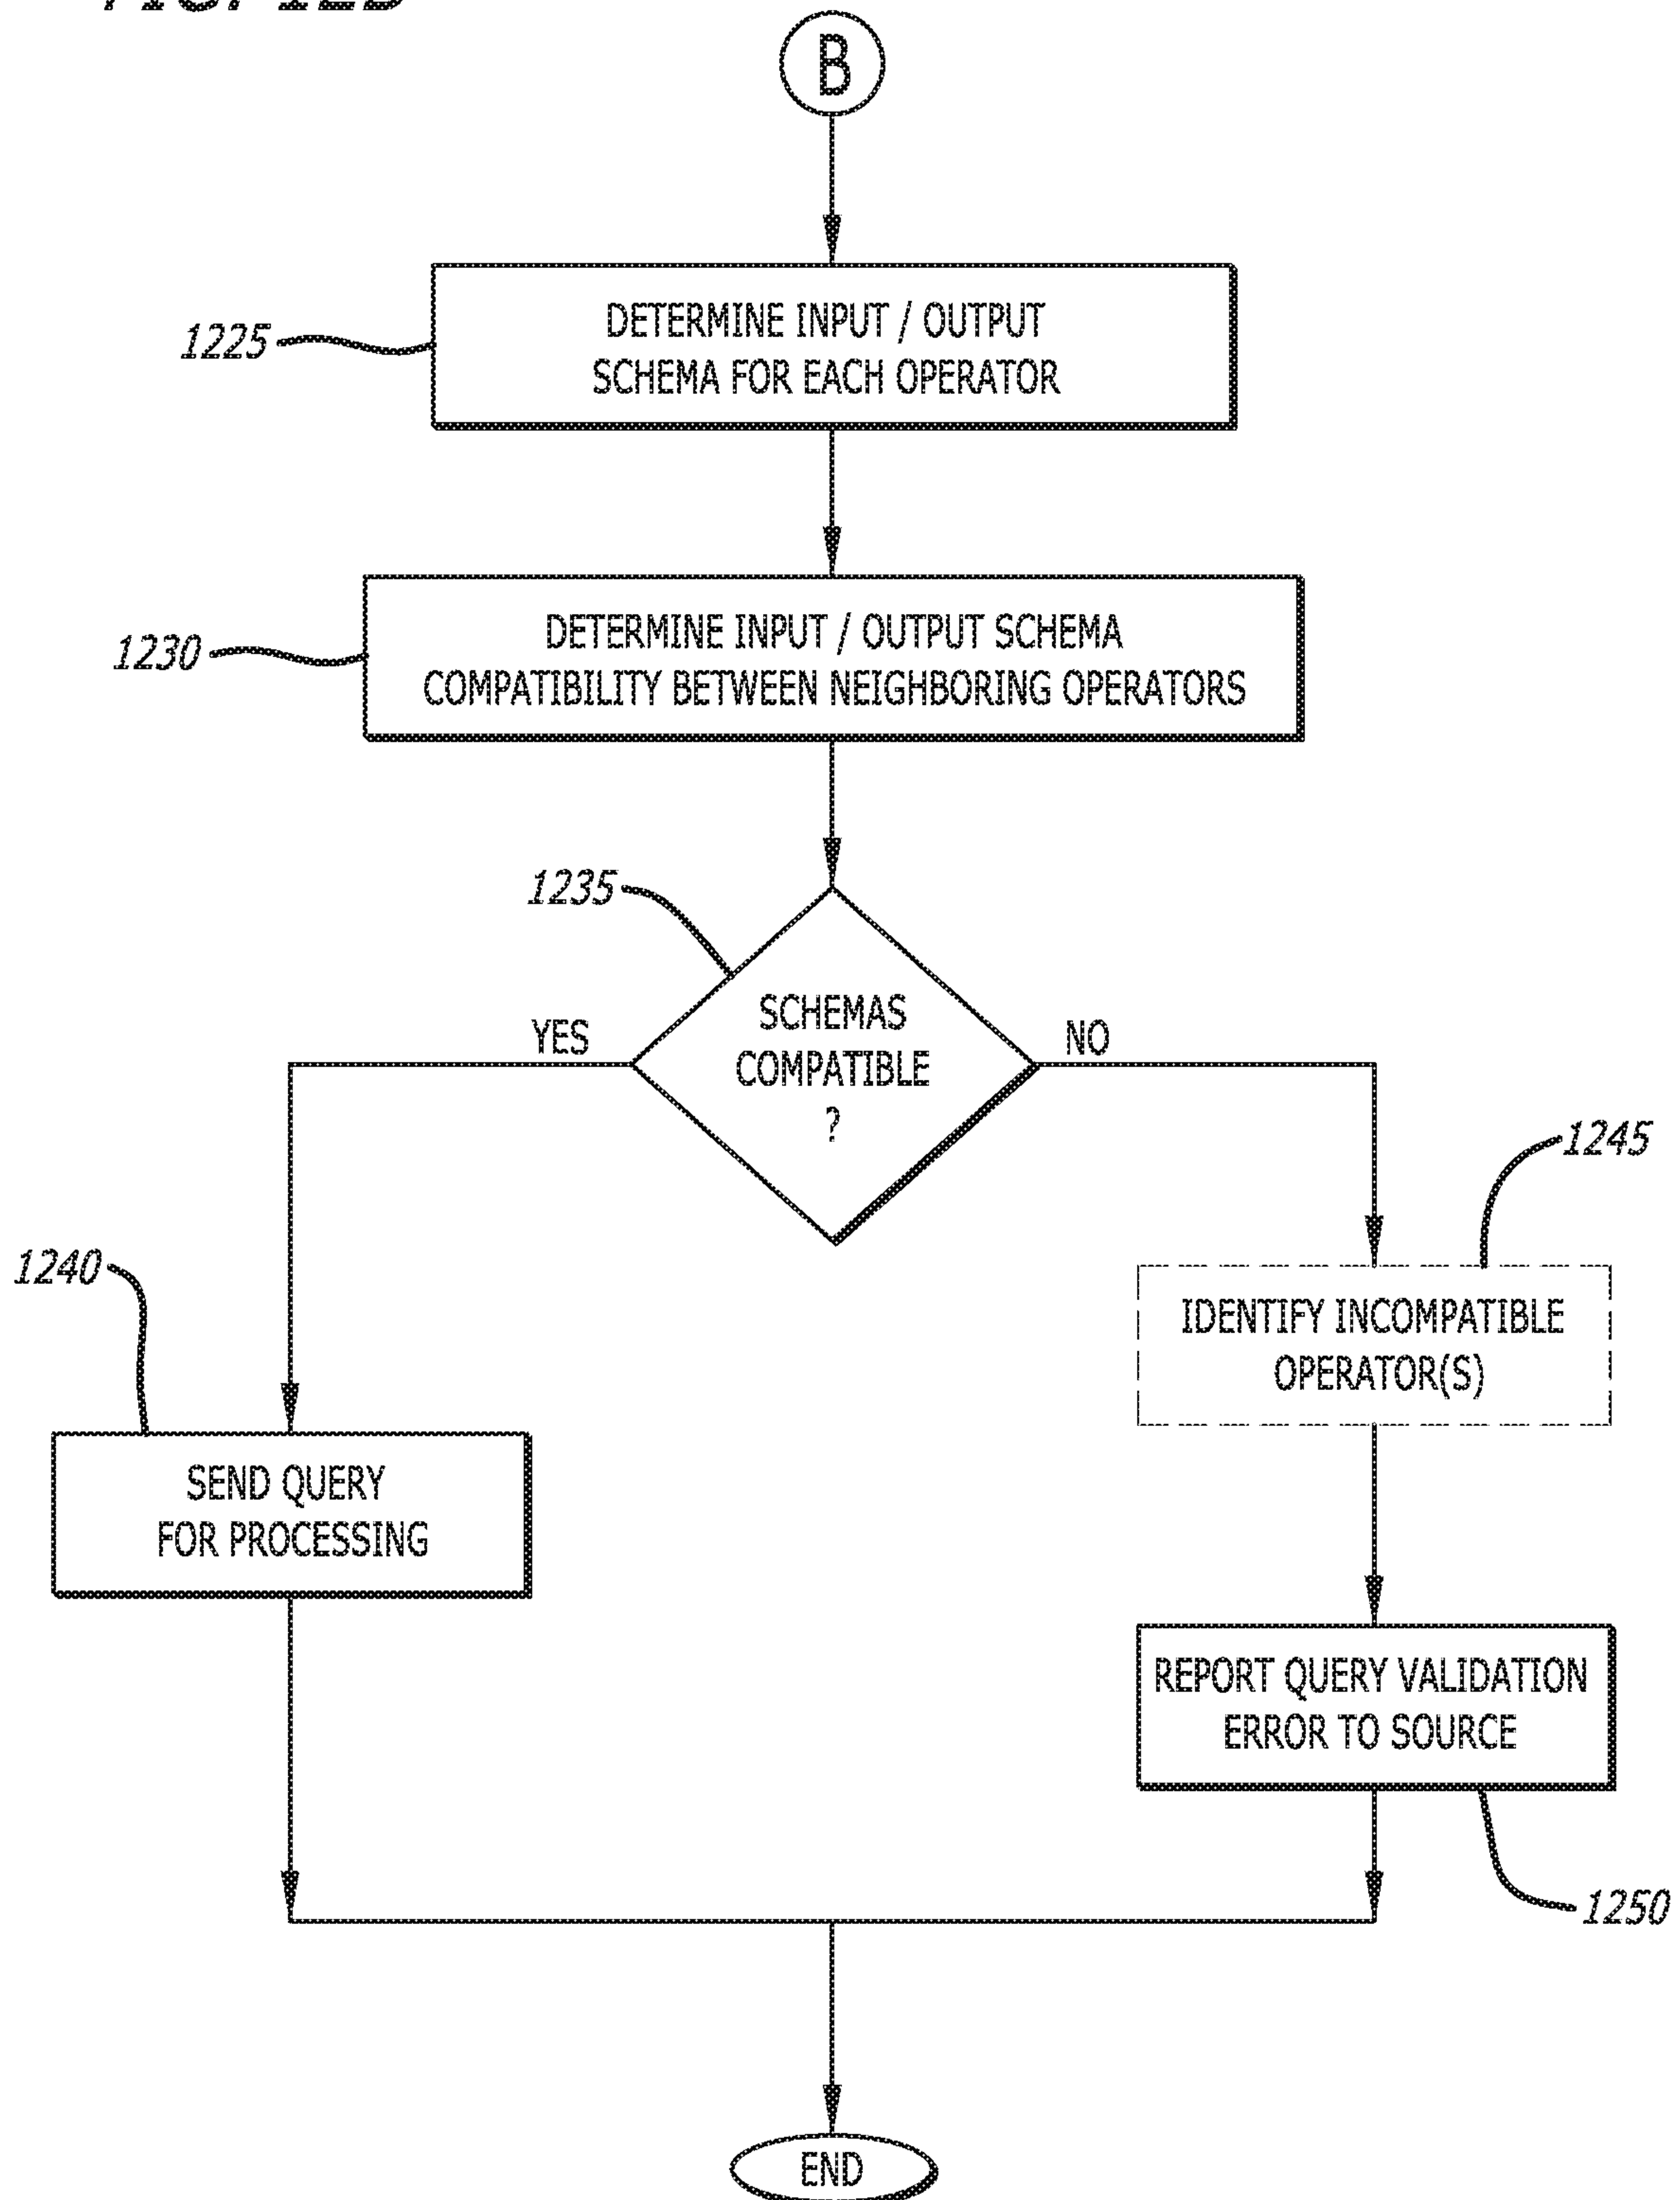 B
1225
DETERMINE INPUT / OUTPUT
SCHEMA FOR EACH OPERATOR
1230
DETERMINE INPUT / OUTPUT SCHEMA
COMPATIBILITY BETWEEN NEIGHBORING OPERATORS
1235
SCHEMAS
COMPATIBLE
?
YES
NO
1240
SEND QUERY
FOR PROCESSING
1245
IDENTIFY INCOMPATIBLE
OPERATOR(S)
REPORT QUERY VALIDATION
ERROR TO SOURCE
1250
END